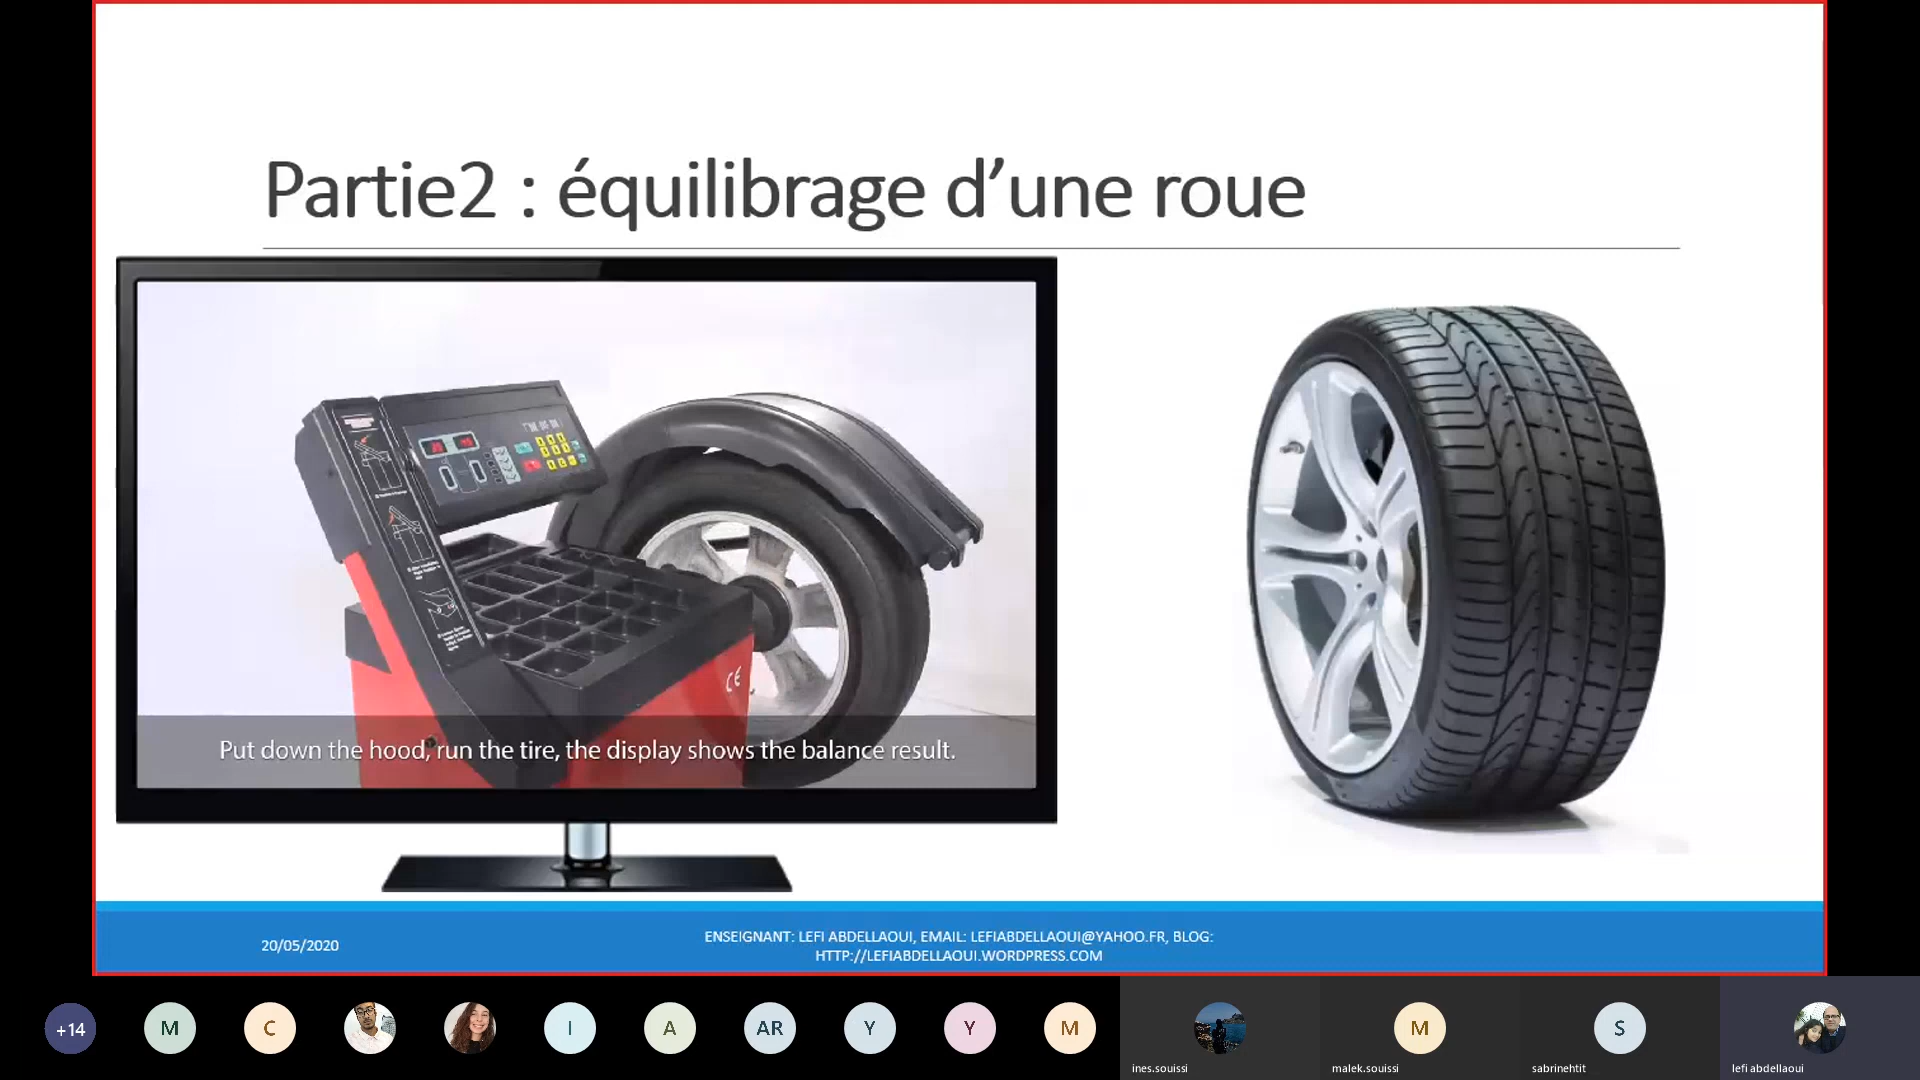 Partie2 : équilibrage d’une roue
CE
Put down the hood, run the tire, the display shows the balance result.
20/05/2020
ENSEIGNANT: LEFI ABDELLAOUI, EMAIL: LEFIABDELLAOUI@YAHOO.FR, BLOG:
HTTP://LEFIABDELLAOUI.WORDPRESS.COM
+14
M
C
I
A
AR
Y
Y
M
M
S
ines.souissi
malek.souissi
sabrinehtit
lefi abdellaoui